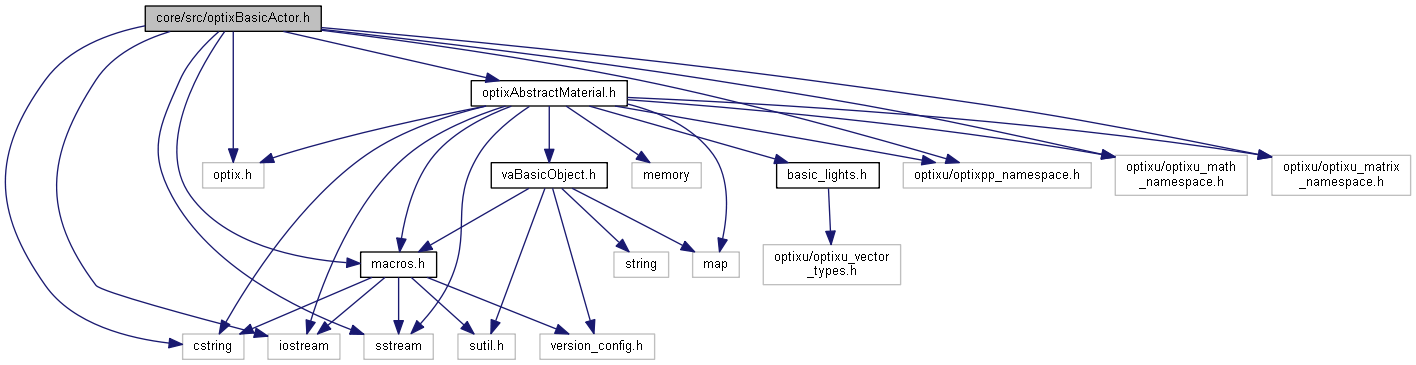 core/src/optixBasicActor.h
optixAbstractMaterial.h
optix.h
vaBasicObject.h
memory
basic_lights.h
optixu/optixpp_namespace.h
optixu/optixu_math
_namespace.h
optixu/optixu_matrix
_namespace.h
macros.h
string
map
optixu/optixu_vector
_types.h
cstring
iostream
sstream
sutil.h
version_config.h